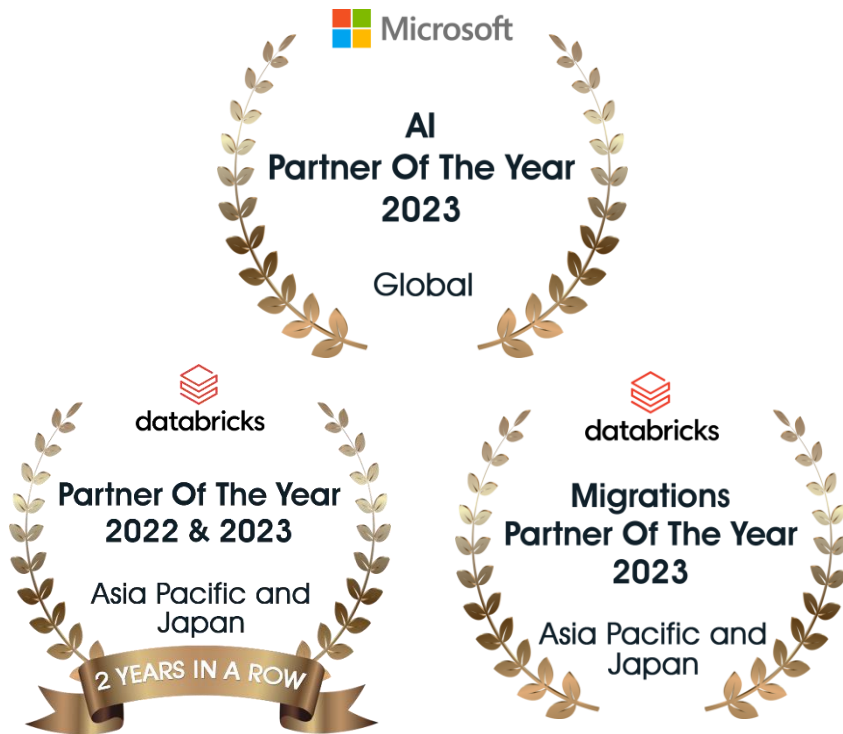 Microsoft
AI
Partner Of The Year
2023
Global
databricks
Partner Of The Year
2022 & 2023
Asia Pacific and
Japan
2 YEARS IN A ROW
databricks
Migrations
Partner Of The Year
2023
Asia Pacific and
Japan